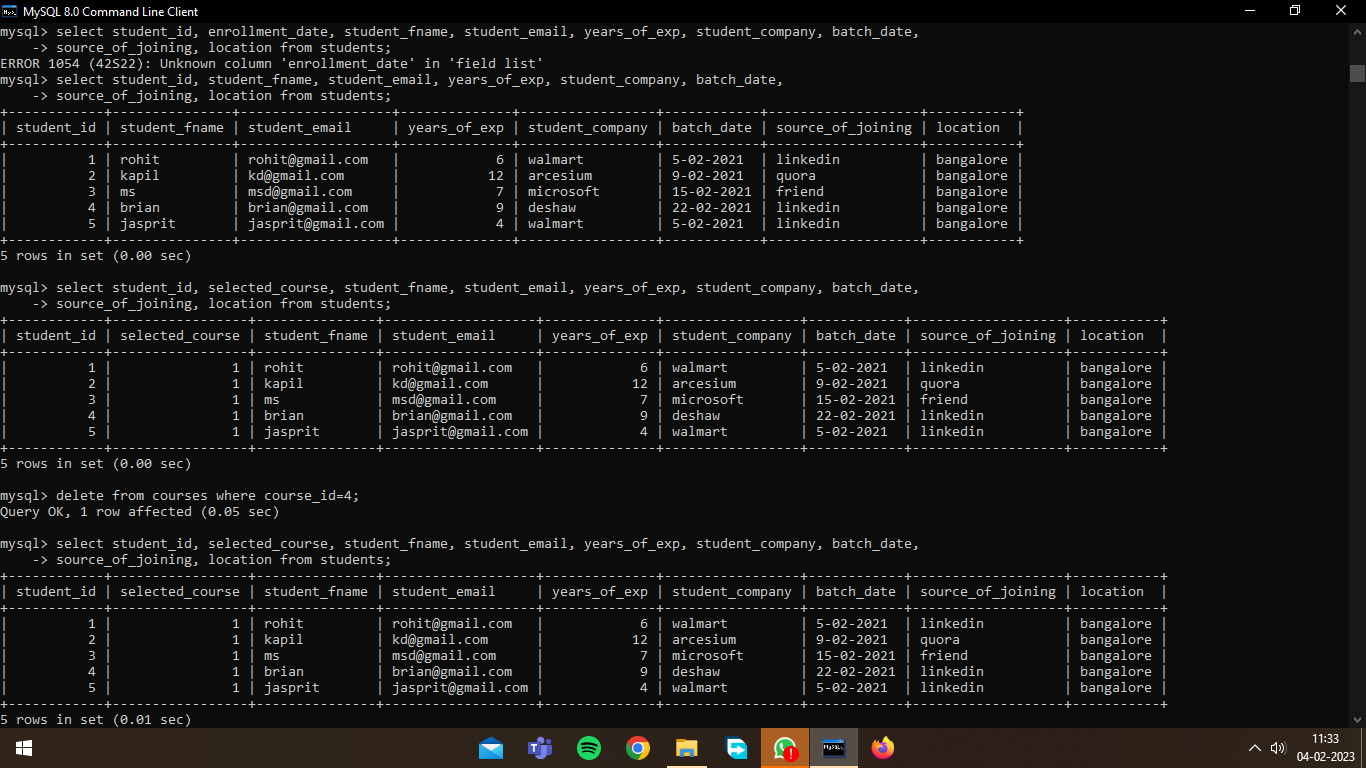 MySQL 8.0 Command Line Client
mysql> select student_id, enrollment_date, student_fname, student_email, years_of_exp, student_company, batch_date,
    -> source_of_joining, location from students;
ERROR 1054 (42S22): Unknown column 'enrollment_date' in 'field list'
mysql> select student_id, student_fname, student_email, years_of_exp, student_company, batch_date,
    -> source_of_joining, location from students;
+------------+---------------+-------------------+--------------+-----------------+------------+-------------------+-----------+
| student_id | student_fname | student_email     | years_of_exp | student_company | batch_date | source_of_joining | location  |
+------------+---------------+-------------------+--------------+-----------------+------------+-------------------+-----------+
|          1 | rohit         | rohit@gmail.com   |            6 | walmart         | 5-02-2021  | linkedin          | bangalore |
|          2 | kapil         | kd@gmail.com      |           12 | arcesium        | 9-02-2021  | quora             | bangalore |
|          3 | ms            | msd@gmail.com     |            7 | microsoft       | 15-02-2021 | friend            | bangalore |
|          4 | brian         | brian@gmail.com   |            9 | deshaw          | 22-02-2021 | linkedin          | bangalore |
|          5 | jasprit       | jasprit@gmail.com |            4 | walmart         | 5-02-2021  | linkedin          | bangalore |
+------------+---------------+-------------------+--------------+-----------------+------------+-------------------+-----------+
5 rows in set (0.00 sec)
mysql> select student_id, selected_course, student_fname, student_email, years_of_exp, student_company, batch_date,
    -> source_of_joining, location from students;
+------------+-----------------+---------------+-------------------+--------------+-----------------+------------+-------------------+-----------+
| student_id | selected_course | student_fname | student_email     | years_of_exp | student_company | batch_date | source_of_joining | location  |
+------------+-----------------+---------------+-------------------+--------------+-----------------+------------+-------------------+-----------+
|          1 |               1 | rohit         | rohit@gmail.com   |            6 | walmart         | 5-02-2021  | linkedin          | bangalore |
|          2 |               1 | kapil         | kd@gmail.com      |           12 | arcesium        | 9-02-2021  | quora             | bangalore |
|          3 |               1 | ms            | msd@gmail.com     |            7 | microsoft       | 15-02-2021 | friend            | bangalore |
|          4 |               1 | brian         | brian@gmail.com   |            9 | deshaw          | 22-02-2021 | linkedin          | bangalore |
|          5 |               1 | jasprit       | jasprit@gmail.com |            4 | walmart         | 5-02-2021  | linkedin          | bangalore |
+------------+-----------------+---------------+-------------------+--------------+-----------------+------------+-------------------+-----------+
5 rows in set (0.00 sec)
mysql> delete from courses where course_id=4;
Query OK, 1 row affected (0.05 sec)
mysql> select student_id, selected_course, student_fname, student_email, years_of_exp, student_company, batch_date,
    -> source_of_joining, location from students;
+------------+-----------------+---------------+-------------------+--------------+-----------------+------------+-------------------+-----------+
| student_id | selected_course | student_fname | student_email     | years_of_exp | student_company | batch_date | source_of_joining | location  |
+------------+-----------------+---------------+-------------------+--------------+-----------------+------------+-------------------+-----------+
|          1 |               1 | rohit         | rohit@gmail.com   |            6 | walmart         | 5-02-2021  | linkedin          | bangalore |
|          2 |               1 | kapil         | kd@gmail.com      |           12 | arcesium        | 9-02-2021  | quora             | bangalore |
|          3 |               1 | ms            | msd@gmail.com     |            7 | microsoft       | 15-02-2021 | friend            | bangalore |
|          4 |               1 | brian         | brian@gmail.com   |            9 | deshaw          | 22-02-2021 | linkedin          | bangalore |
|          5 |               1 | jasprit       | jasprit@gmail.com |            4 | walmart         | 5-02-2021  | linkedin          | bangalore |
+------------+-----------------+---------------+-------------------+--------------+-----------------+------------+-------------------+-----------+
5 rows in set (0.01 sec)
11:33
04-02-2023